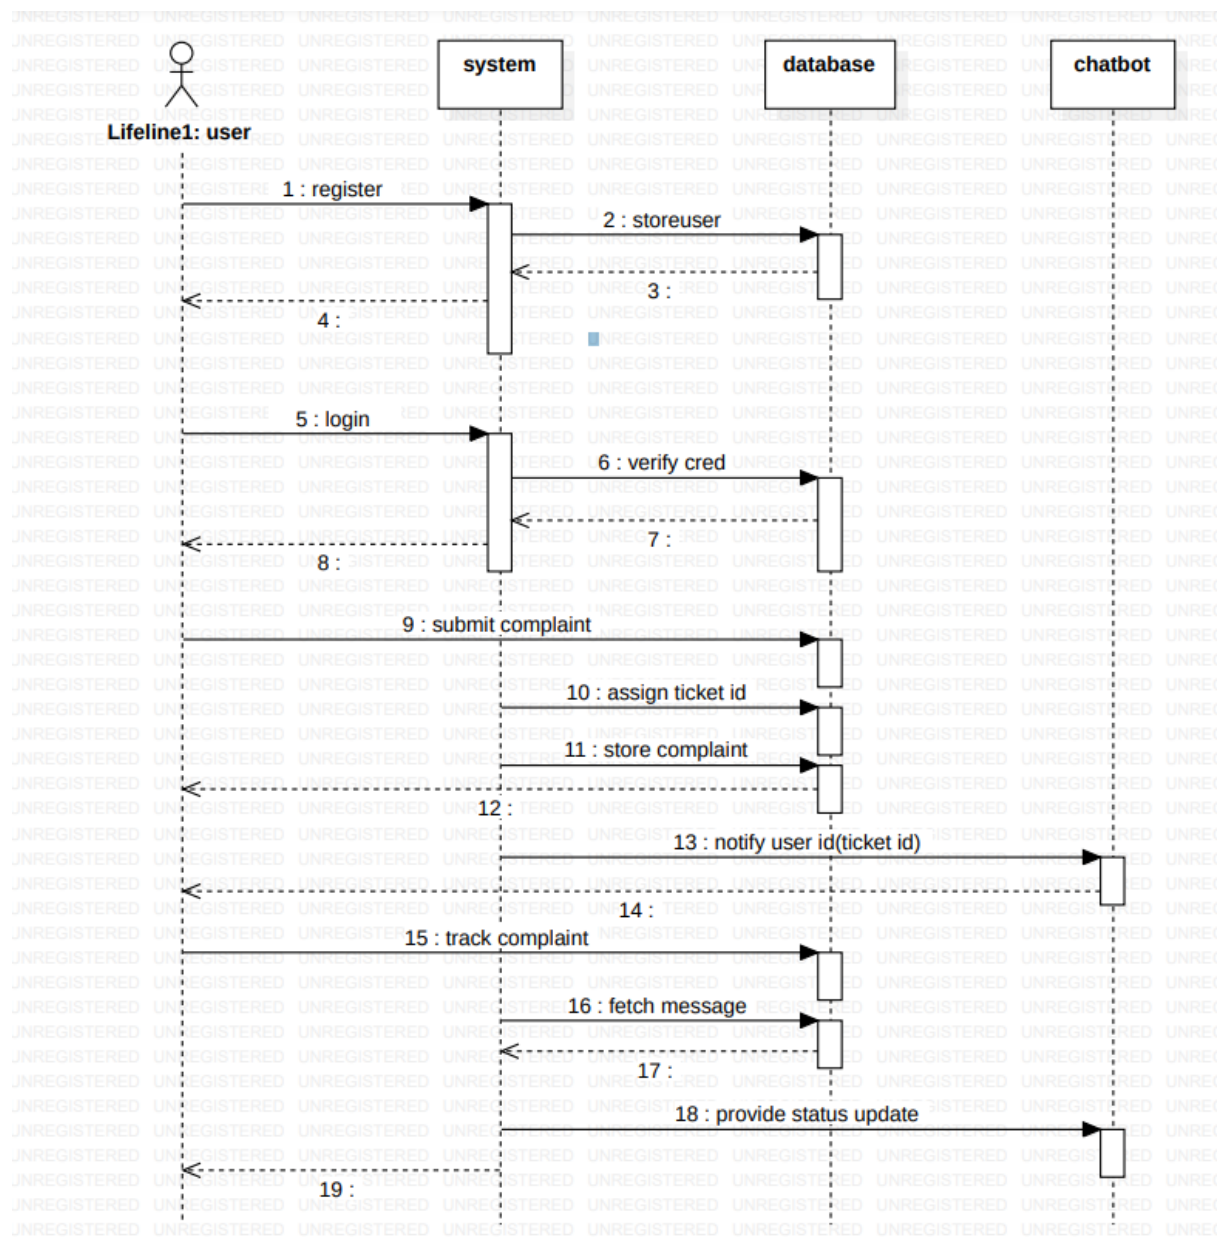 system
database
chatbot
Lifeline1: user
1 : register
2 : storeuser
3 :
4 :
5 : login
6 : verify cred
7 :
8 :
9 : submit complaint
10 : assign ticket id
11 : store complaint
12 :
13 : notify user id(ticket id)
14 :
15 : track complaint
16 : fetch message
17 :
18 : provide status update
19 :
UNREGISTERED